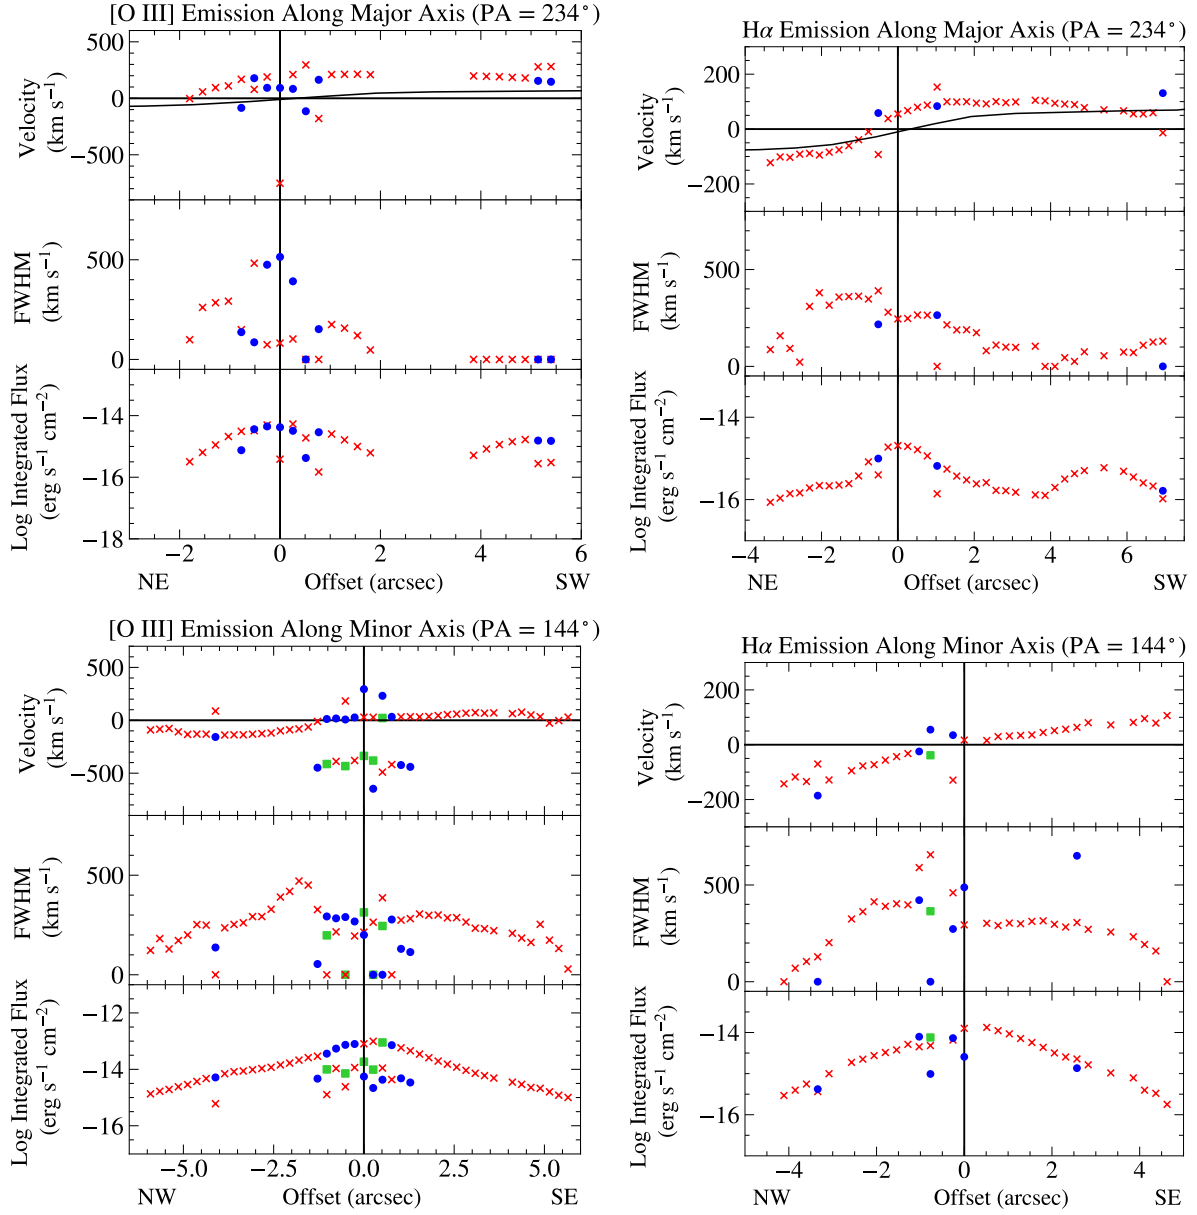 [O III] Emission Along Major Axis (PA = 234°)
500
0
−500
Velocity
(km s⁻¹)
500
0
FWHM
(km s⁻¹)
−14
−16
−18
Log Integrated Flux
(erg s⁻¹ cm⁻²)
−2 0 2 4 6
NE Offset (arcsec) SW
Hα Emission Along Major Axis (PA = 234°)
200
0
−200
Velocity
(km s⁻¹)
500
0
FWHM
(km s⁻¹)
−14
−16
Log Integrated Flux
(erg s⁻¹ cm⁻²)
−4 −2 0 2 4 6
NE Offset (arcsec) SW
[O III] Emission Along Minor Axis (PA = 144°)
500
0
−500
Velocity
(km s⁻¹)
500
0
FWHM
(km s⁻¹)
−12
−14
−16
Log Integrated Flux
(erg s⁻¹ cm⁻²)
−5.0 −2.5 0.0 2.5 5.0
NW Offset (arcsec) SE
Hα Emission Along Minor Axis (PA = 144°)
200
0
−200
Velocity
(km s⁻¹)
500
0
FWHM
(km s⁻¹)
−14
−16
Log Integrated Flux
(erg s⁻¹ cm⁻²)
−4 −2 0 2 4
NW Offset (arcsec) SE